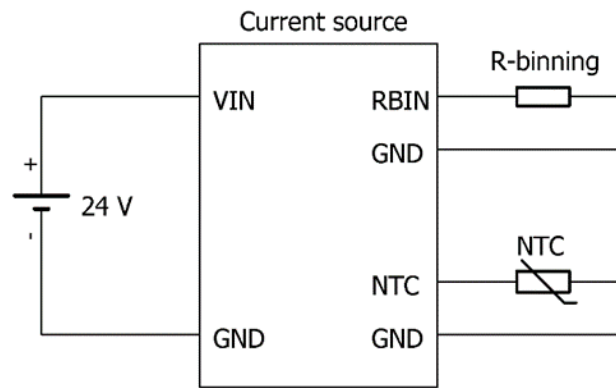 Current source
R-binning
VIN
RBIN
GND
+
24 V
-
NTC
NTC
GND
GND